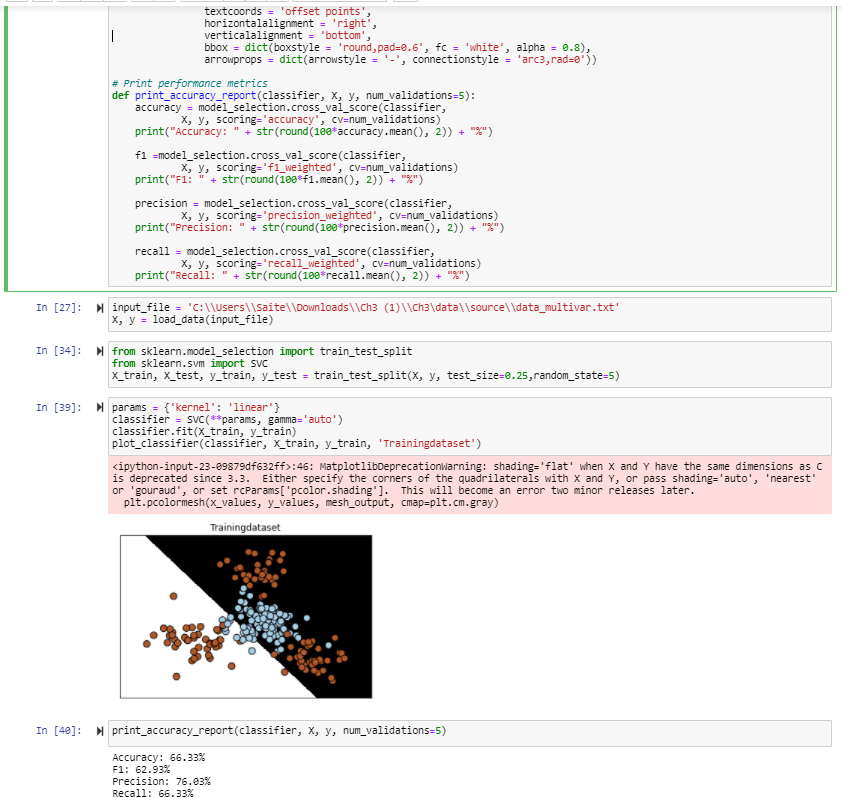 textcoords = 'offset points',
horizontalalignment = 'right',
verticalalignment = 'bottom',
bbox = dict(boxstyle = 'round,pad=0.6', fc = 'white', alpha = 0.8),
arrowprops = dict(arrowstyle = '-', connectionstyle = 'arc3,rad=0'))
# Print performance metrics
def print_accuracy_report(classifier, X, y, num_validations=5):
accuracy = model_selection.cross_val_score(classifier,
X, y, scoring='accuracy', cv=num_validations)
print("Accuracy: " + str(round(100*accuracy.mean(), 2)) + "%")
f1 =model_selection.cross_val_score(classifier,
X, y, scoring='f1_weighted', cv=num_validations)
print("F1: " + str(round(100*f1.mean(), 2)) + "%")
precision = model_selection.cross_val_score(classifier,
X, y, scoring='precision_weighted', cv=num_validations)
print("Precision: " + str(round(100*precision.mean(), 2)) + "%")
recall = model_selection.cross_val_score(classifier,
X, y, scoring='recall_weighted', cv=num_validations)
print("Recall: " + str(round(100*recall.mean(), 2)) + "%")
In [27]: input_file = 'C:\\Users\\Saite\\Downloads\\Ch3 (1)\\Ch3\data\\source\\data_multivar.txt'
X, y = load_data(input_file)
In [34]: from sklearn.model_selection import train_test_split
from sklearn.svm import SVC
X_train, X_test, y_train, y_test = train_test_split(X, y, test_size=0.25,random_state=5)
In [39]: params = {'kernel': 'linear'}
classifier = SVC(**params, gamma='auto')
classifier.fit(X_train, y_train)
plot_classifier(classifier, X_train, y_train, 'Trainingdataset')
<ipython-input-23-09879df632ff>:46: MatplotlibDeprecationWarning: shading='flat' when X and Y have the same dimensions as C
is deprecated since 3.3.  Either specify the corners of the quadrilaterals with X and Y, or pass shading='auto', 'nearest'
or 'gouraud', or set rcParams['pcolor.shading'].  This will become an error two minor releases later.
plt.pcolormesh(x_values, y_values, mesh_output, cmap=plt.cm.gray)
Trainingdataset
In [40]: print_accuracy_report(classifier, X, y, num_validations=5)
Accuracy: 66.33%
F1: 62.93%
Precision: 76.03%
Recall: 66.33%